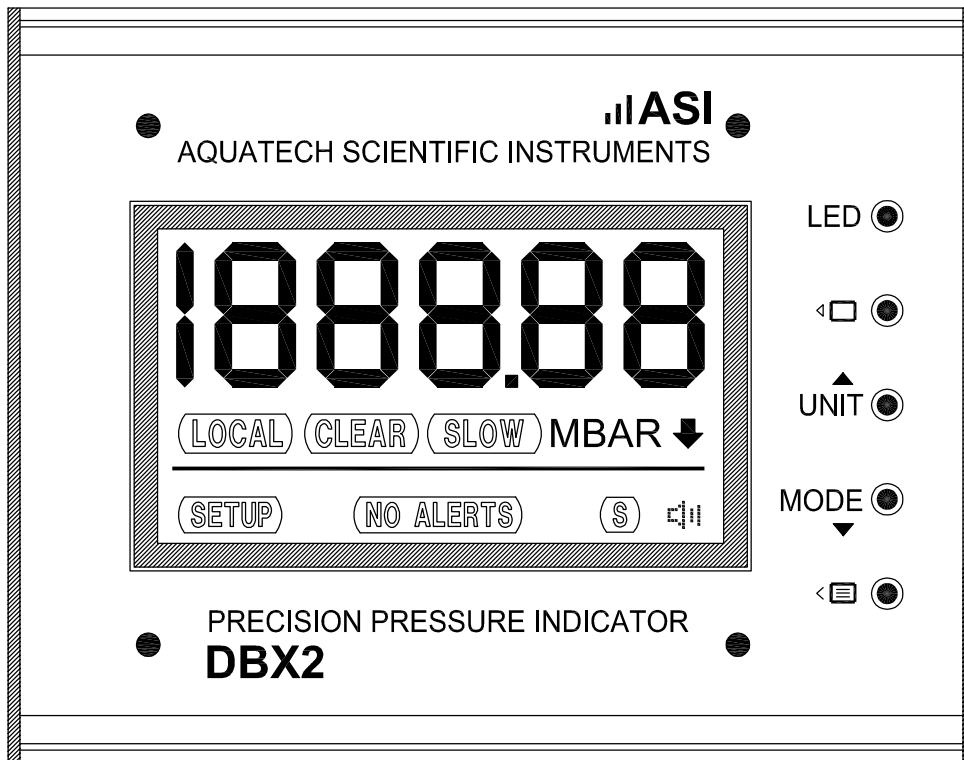 ASI
AQUATECH SCIENTIFIC INSTRUMENTS
LED
188888.88
UNIT
LOCAL CLEAR SLOW MBAR
MODE
SETUP NO ALERTS S
PRECISION PRESSURE INDICATOR
DBX2